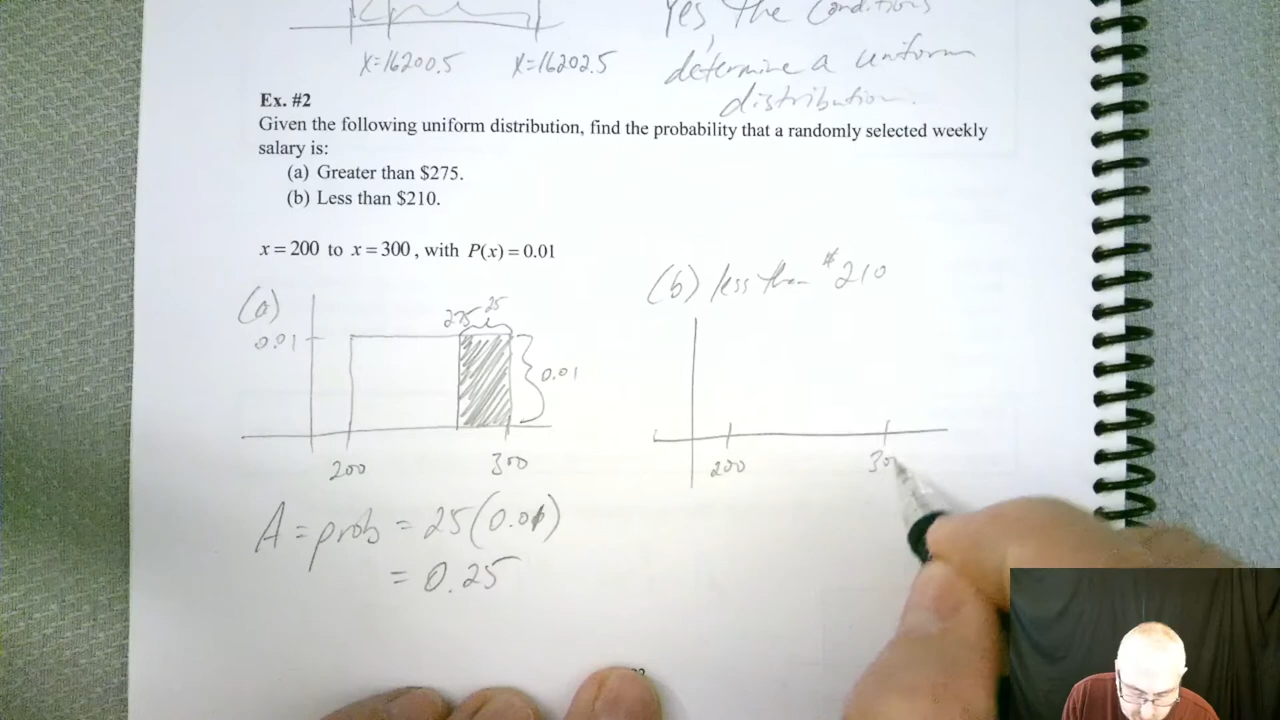 x=16200.5 x=16202.5
Yes, the conditions
determine a uniform
distribution.
Ex. #2
Given the following uniform distribution, find the probability that a randomly selected weekly
salary is:
(a) Greater than $275.
(b) Less than $210.
x = 200 to x = 300, with P(x) = 0.01
(a)
275 25
0.01
0.01
200 300
A = prob = 25(0.01)
= 0.25
(b) less than $210
200 300